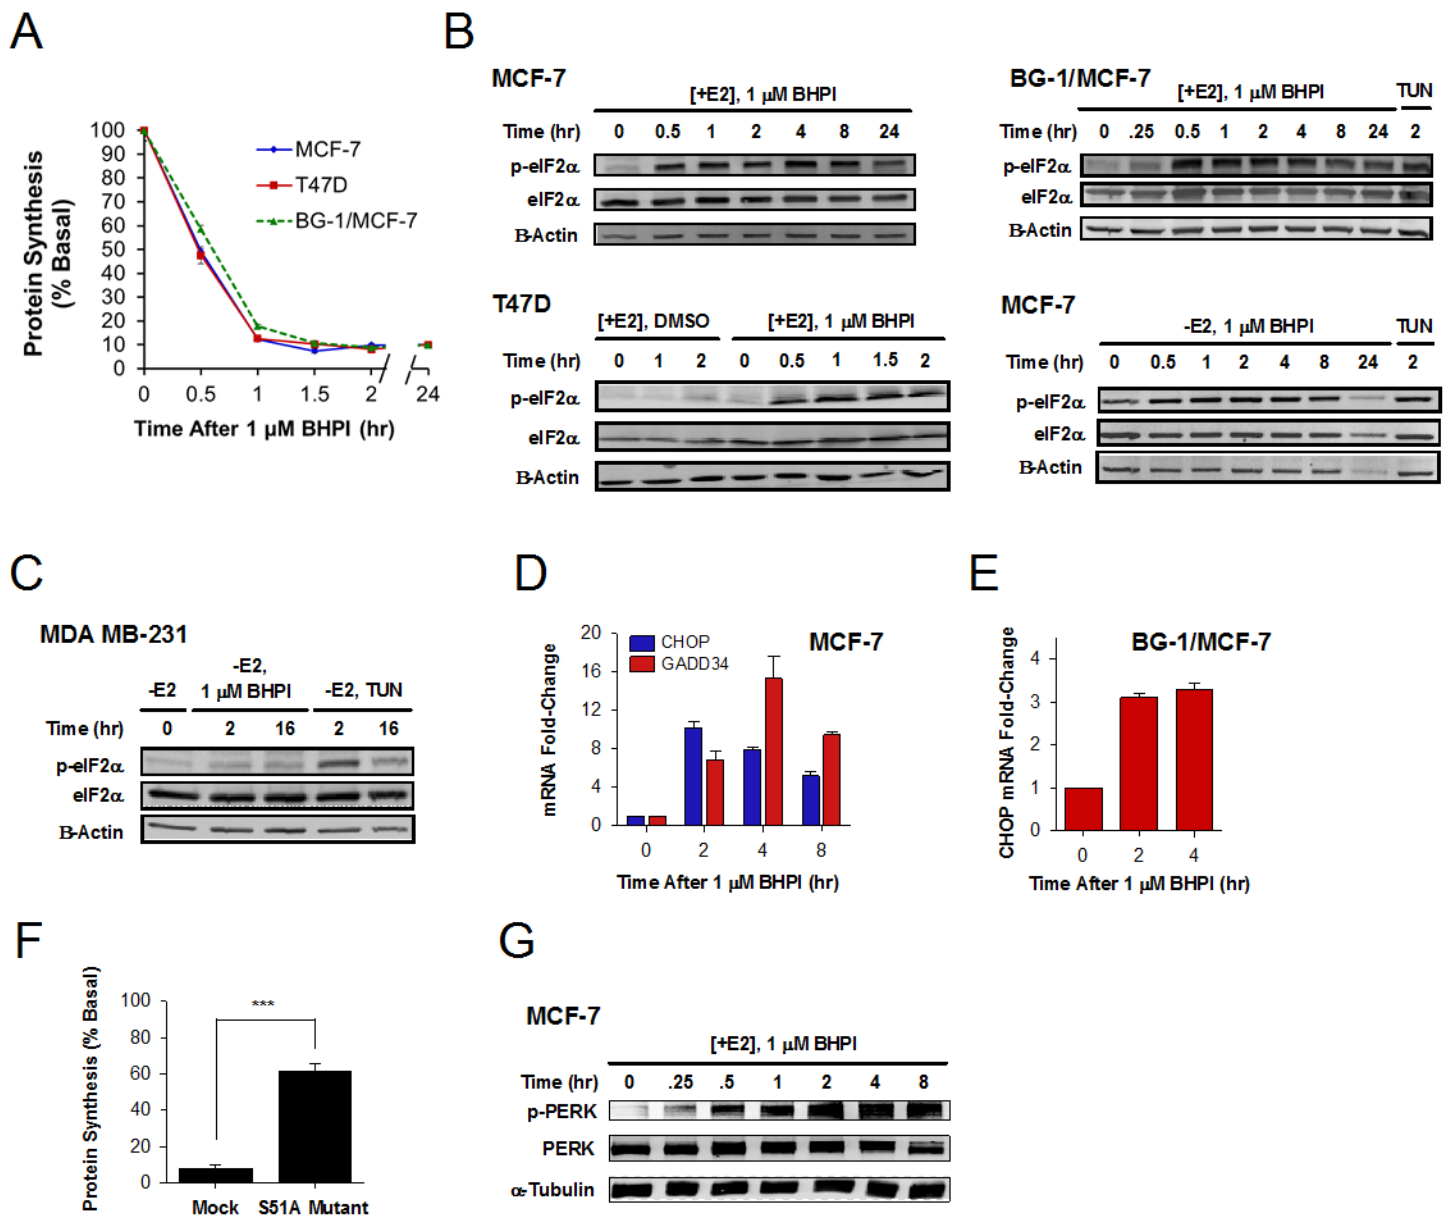 A
Protein Synthesis
(% Basal)
100
90
80
70
60
50
40
30
20
10
0
MCF-7
T47D
BG-1/MCF-7
0 0.5 1 1.5 2 24
Time After 1 µM BHPI (hr)
B
MCF-7
[+E2], 1 µM BHPI
Time (hr) 0 0.5 1 2 4 8 24
p-eIF2α
eIF2α
B-Actin
BG-1/MCF-7
[+E2], 1 µM BHPI TUN
Time (hr) 0 .25 0.5 1 2 4 8 24 2
p-eIF2α
eIF2α
B-Actin
T47D
[+E2], DMSO [+E2], 1 µM BHPI
Time (hr) 0 1 2 0 0.5 1 1.5 2
p-eIF2α
eIF2α
B-Actin
MCF-7
-E2, 1 µM BHPI TUN
Time (hr) 0 0.5 1 2 4 8 24 2
p-eIF2α
eIF2α
B-Actin
C
MDA MB-231
-E2 -E2, 1 µM BHPI -E2, TUN
Time (hr) 0 2 16 2 16
p-eIF2α
eIF2α
B-Actin
D
MCF-7
mRNA Fold-Change
20
16
12
8
4
0
CHOP
GADD34
0 2 4 8
Time After 1 µM BHPI (hr)
E
BG-1/MCF-7
CHOP mRNA Fold-Change
4
3
2
1
0
0 2 4
Time After 1 µM BHPI (hr)
F
Protein Synthesis (% Basal)
100
80
60
40
20
0
***
Mock S51A Mutant
G
MCF-7
[+E2], 1 µM BHPI
Time (hr) 0 .25 .5 1 2 4 8
p-PERK
PERK
α-Tubulin